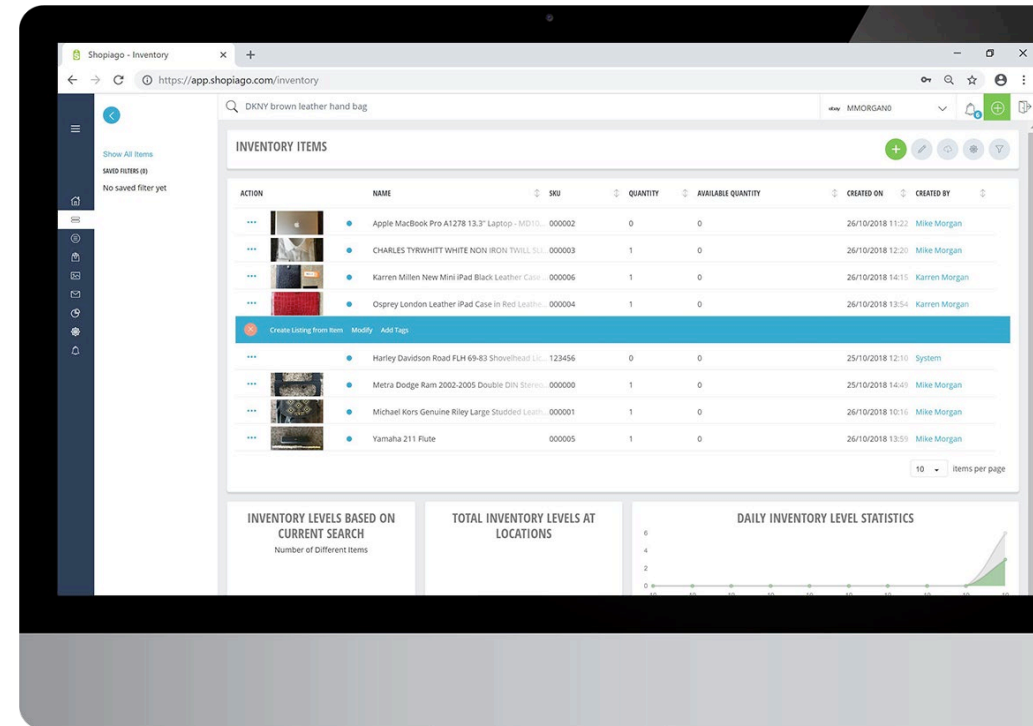 Shopiago - Inventory
https://app.shopiago.com/inventory
DKNY brown leather hand bag
ebay MMORGAN0
6
Show All Items
SAVED FILTERS (0)
No saved filter yet
INVENTORY ITEMS
ACTION NAME SKU QUANTITY AVAILABLE QUANTITY CREATED ON CREATED BY
Apple MacBook Pro A1278 13.3" Laptop - MD10... 000002 0 0 26/10/2018 11:22 Mike Morgan
CHARLES TYRWHITT WHITE NON IRON TWILL SL... 000003 1 0 26/10/2018 12:20 Mike Morgan
Karren Millen New Mini iPad Black Leather Case ... 000006 1 0 26/10/2018 14:15 Karren Morgan
Osprey London Leather iPad Case in Red Leathe... 000004 1 0 26/10/2018 13:54 Karren Morgan
Create Listing from Item Modify Add Tags
Harley Davidson Road FLH 69-83 Shovelhead Lic... 123456 0 0 25/10/2018 12:10 System
Metra Dodge Ram 2002-2005 Double DIN Stereo... 000000 1 0 25/10/2018 14:49 Mike Morgan
Michael Kors Genuine Riley Large Studded Leath... 000001 1 0 26/10/2018 10:16 Mike Morgan
Yamaha 211 Flute 000005 1 0 26/10/2018 13:59 Mike Morgan
10 items per page
INVENTORY LEVELS BASED ON
CURRENT SEARCH
Number of Different Items
TOTAL INVENTORY LEVELS AT
LOCATIONS
DAILY INVENTORY LEVEL STATISTICS
6
4
2
0